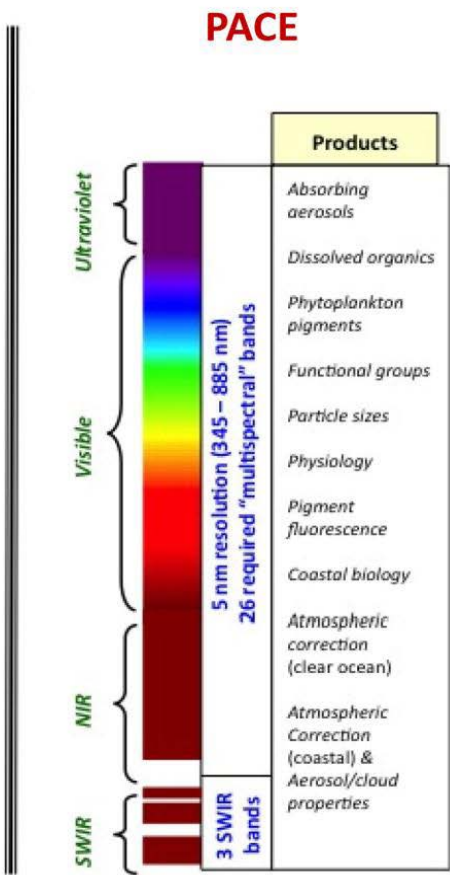 PACE
Products
Ultraviolet
Visible
NIR
SWIR
5 nm resolution (345 – 885 nm)
26 required “multispectral” bands
3 SWIR
bands
Absorbing
aerosols
Dissolved organics
Phytoplankton
pigments
Functional groups
Particle sizes
Physiology
Pigment
fluorescence
Coastal biology
Atmospheric
correction
(clear ocean)
Atmospheric
Correction
(coastal) &
Aerosol/cloud
properties